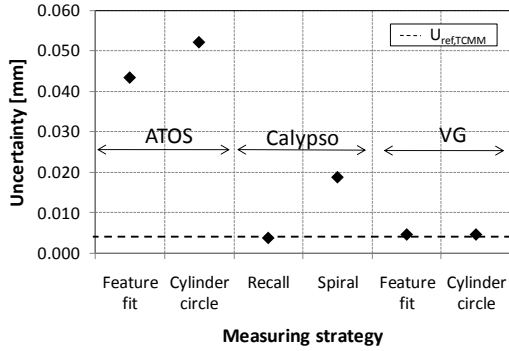 0.060
0.050
0.040
0.030
0.020
0.010
0.000
Uncertainty [mm]
U_ref,TCMM
ATOS Calypso VG
Feature fit
Cylinder circle
Recall
Spiral
Feature fit
Cylinder circle
Measuring strategy